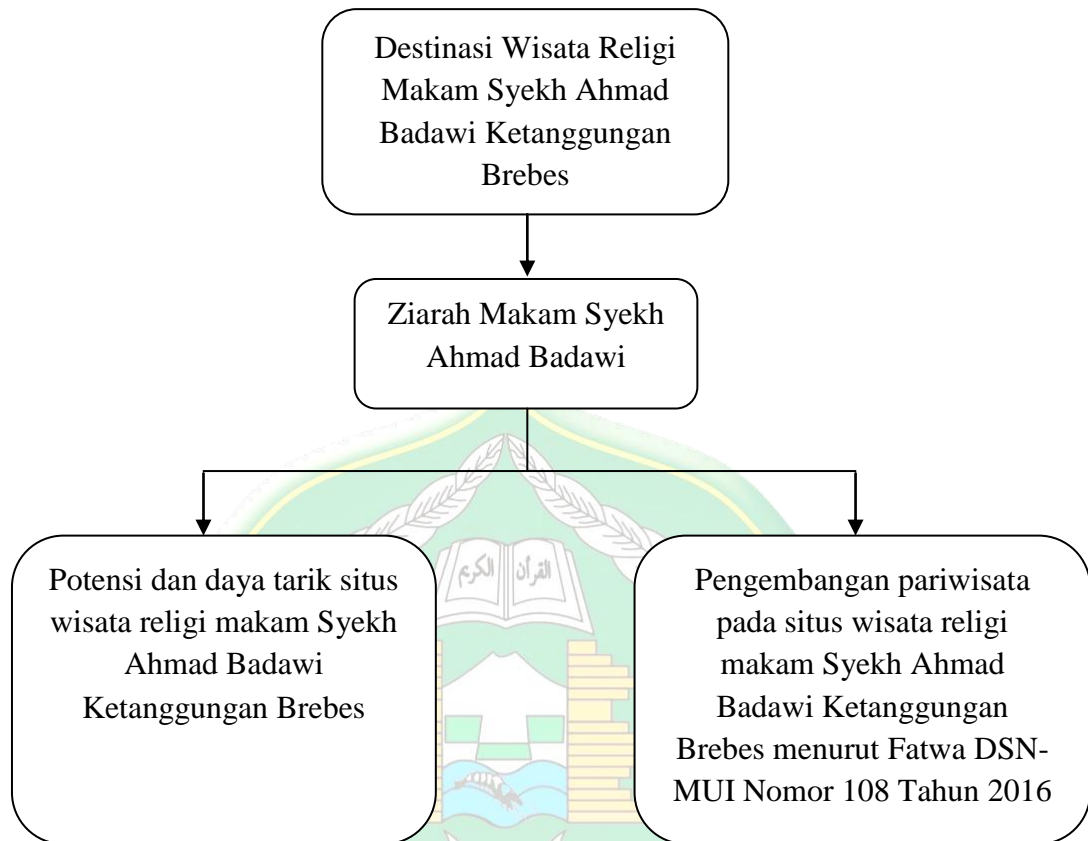 Destinasi Wisata Religi
Makam Syekh Ahmad
Badawi Ketanggungan
Brebes
Ziarah Makam Syekh
Ahmad Badawi
Potensi dan daya tarik situs
wisata religi makam Syekh
Ahmad Badawi
Ketanggungan Brebes
Pengembangan pariwisata
pada situs wisata religi
makam Syekh Ahmad
Badawi Ketanggungan
Brebes menurut Fatwa DSN-
MUI Nomor 108 Tahun 2016
القرآن الكريم